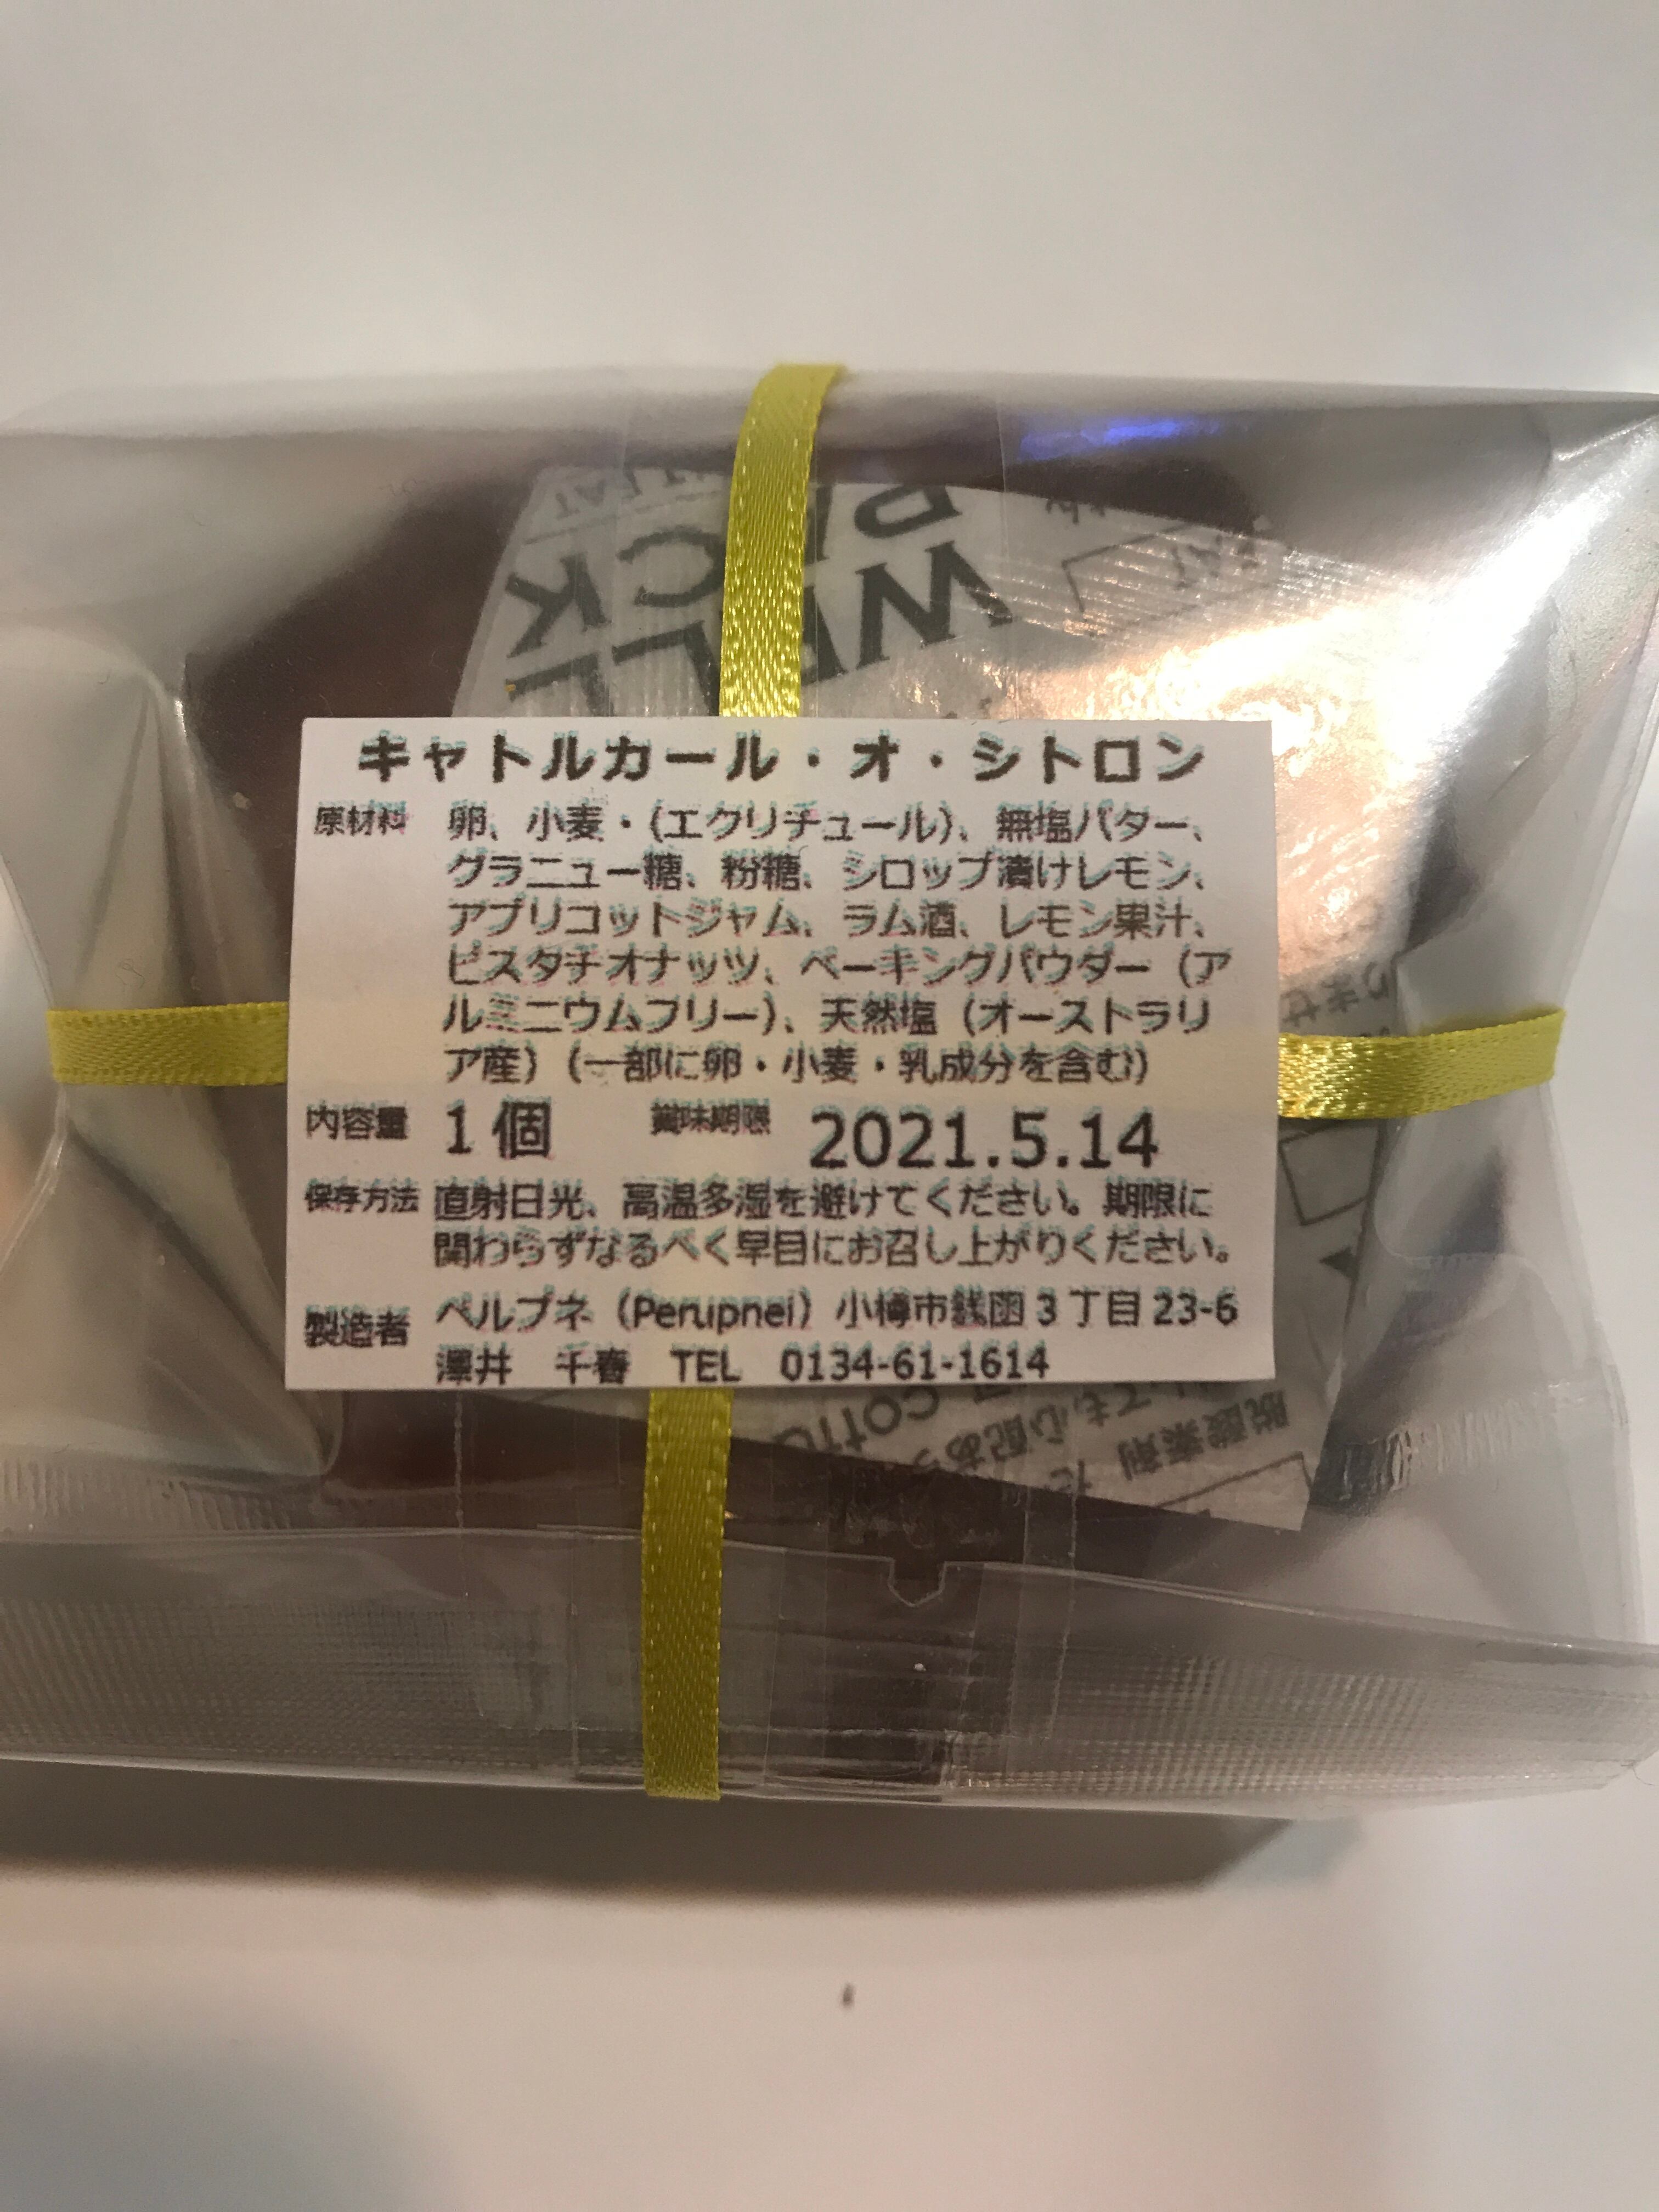 キャトルカール・オ・シトロン
原材料 卵、小麦・（エクリチュール）、無塩バター、
グラニュー糖、粉糖、シロップ漬けレモン、
アプリコットジャム、ラム酒、レモン果汁、
ピスタチオナッツ、ベーキングパウダー（ア
ルミニウムフリー）、天然塩（オーストラリ
ア産）（一部に卵・小麦・乳成分を含む）
内容量 1個 賞味期限 2021.5.14
保存方法 直射日光、高温多湿を避けてください。期限に
関わらずなるべく早目にお召し上がりください。
製造者 ペルプネ（Perupnei）小樽市銭函3丁目23-6
澤井 千春 TEL 0134-61-1614
脱酸素剤